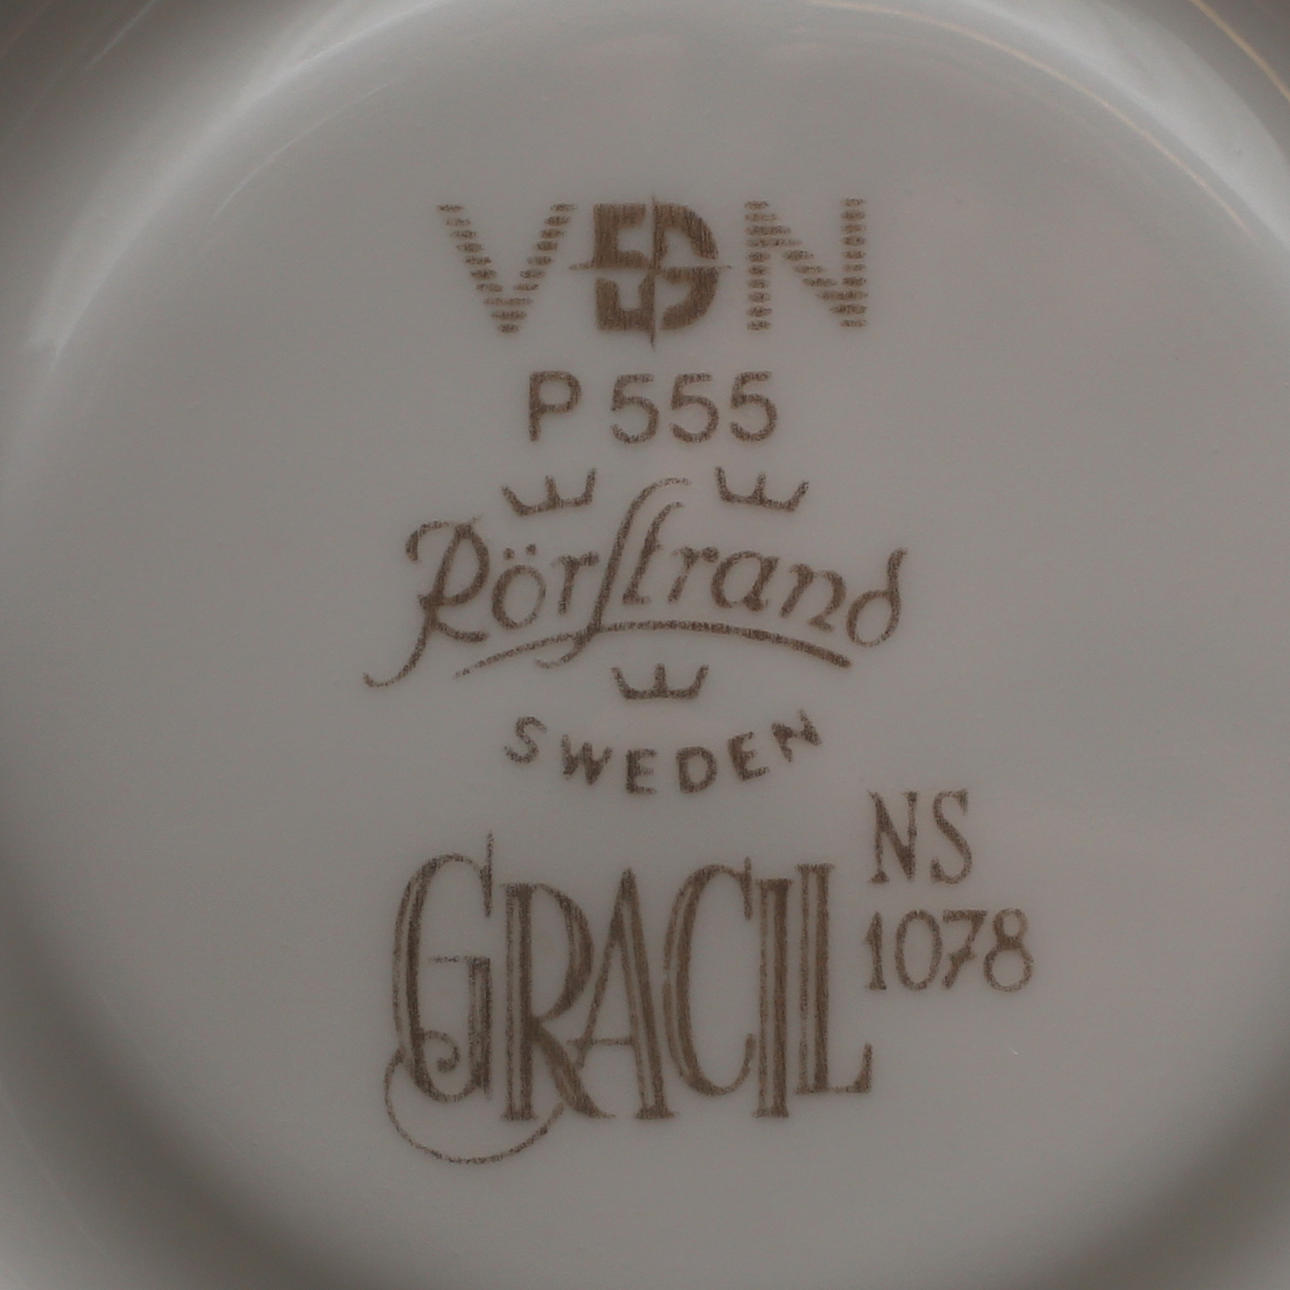 VDN
P 555
Rörstrand
SWEDEN
NS
GRACIL 1078